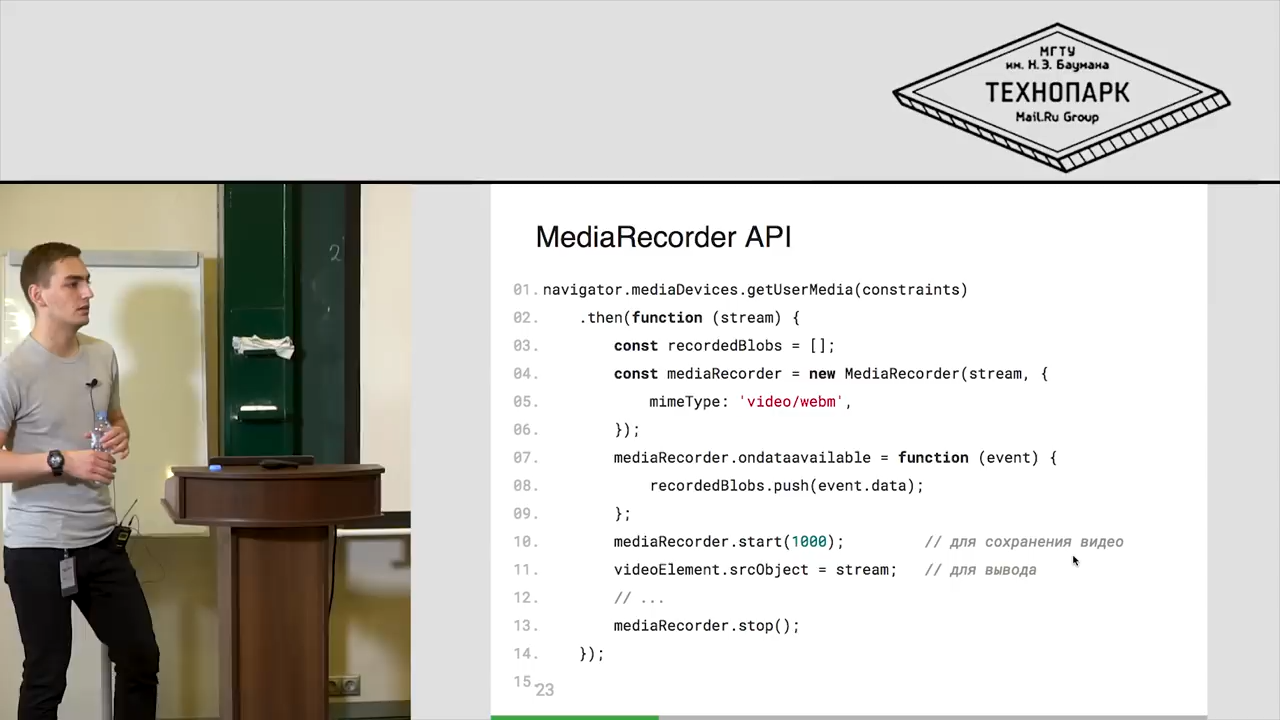 МГТУ
им. Н.Э. Баумана
ТЕХНОПАРК
Mail.Ru Group
2
MediaRecorder API
01. navigator.mediaDevices.getUserMedia(constraints)
02. .then(function (stream) {
03. const recordedBlobs = [];
04. const mediaRecorder = new MediaRecorder(stream, {
05. mimeType: 'video/webm',
06. });
07. mediaRecorder.ondataavailable = function (event) {
08. recordedBlobs.push(event.data);
09. };
10. mediaRecorder.start(1000); // для сохранения видео
11. videoElement.srcObject = stream; // для вывода
12. // ...
13. mediaRecorder.stop();
14. });
15.
23